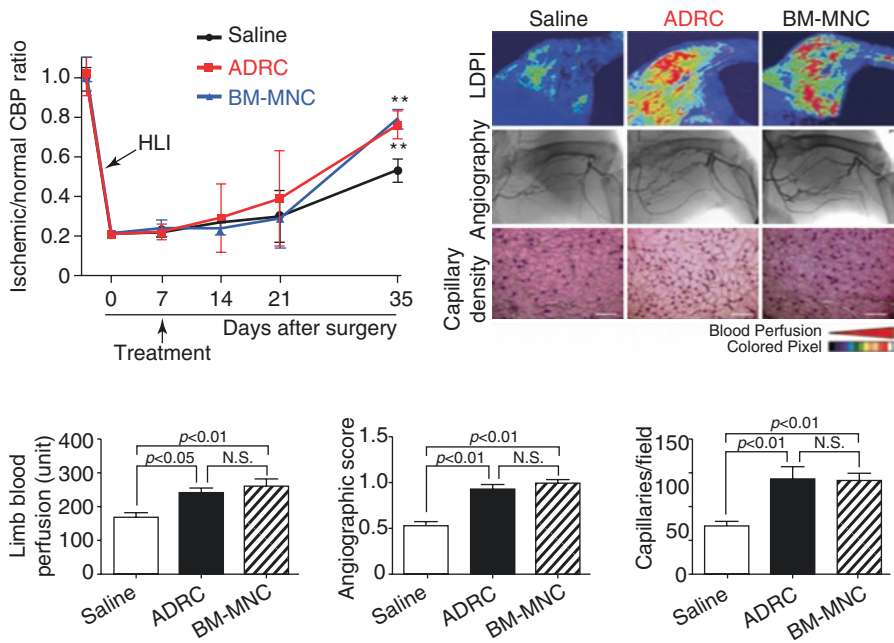 Saline
ADRC
BM-MNC
Ischemic/normal CBP ratio
1.0
0.8
0.6
0.4
0.2
0
HLI
**
**
0 7 14 21 35
Days after surgery
Treatment
Saline ADRC BM-MNC
LDPI
Angiography
Capillary
density
Blood Perfusion
Colored Pixel
Limb blood
perfusion (unit)
400
300
200
100
0
p<0.01
p<0.05 N.S.
Saline ADRC BM-MNC
Angiographic score
1.5
1.0
0.5
0
p<0.01
p<0.01 N.S.
Saline ADRC BM-MNC
Capillaries/field
150
100
50
0
p<0.01
p<0.01 N.S.
Saline ADRC BM-MNC